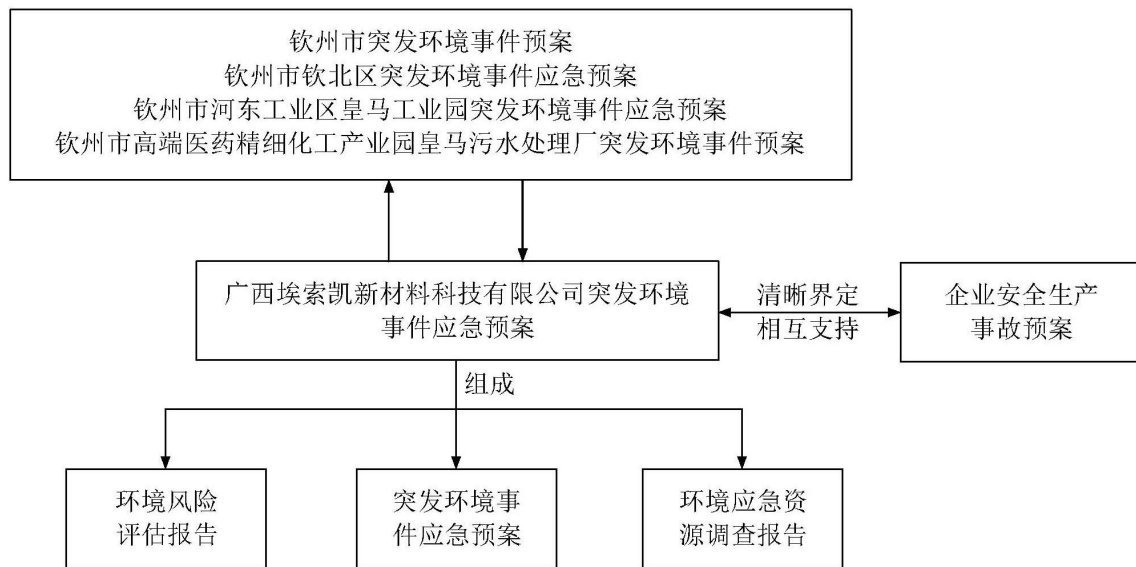 钦州市突发环境事件预案
钦州市钦北区突发环境事件应急预案
钦州市河东工业区皇马工业园突发环境事件应急预案
钦州市高端医药精细化工产业园皇马污水处理厂突发环境事件预案
广西埃索凯新材料科技有限公司突发环境
事件应急预案
清晰界定
相互支持
企业安全生产
事故预案
组成
环境风险
评估报告
突发环境事
件应急预案
环境应急资
源调查报告